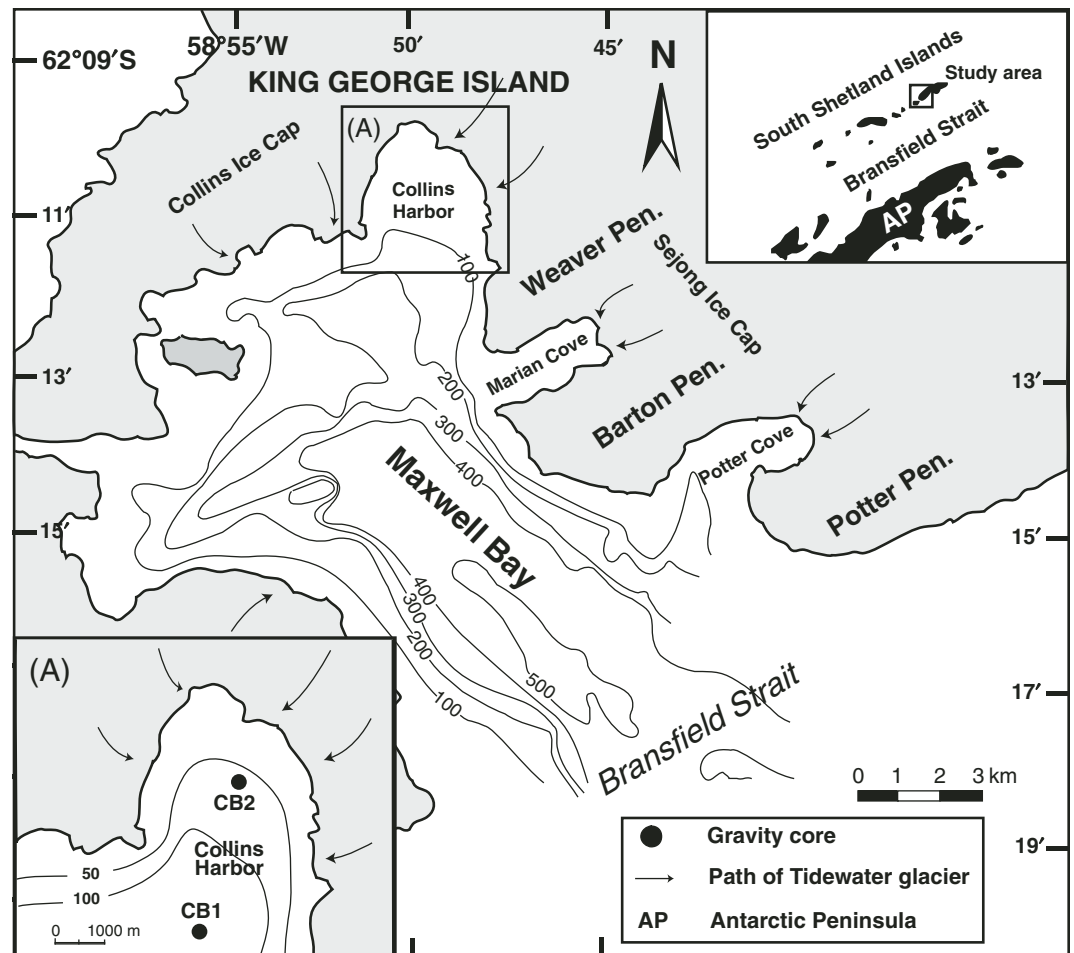 58°55′W
50′
45′
62°09′S
KING GEORGE ISLAND
N
South Shetland Islands
Study area
Bransfield Strait
AP
(A)
Collins Ice Cap
Collins
Harbor
11′
100
Weaver Pen.
Sejong Ice Cap
Marian Cove
13′
13′
200
Barton Pen.
300
Potter Cove
400
Maxwell Bay
Potter Pen.
15′
15′
400
300
200
100
500
17′
Bransfield Strait
(A)
CB2
Collins
Harbor
50
100
CB1
0 1000 m
0 1 2 3 km
Gravity core
19′
Path of Tidewater glacier
AP Antarctic Peninsula